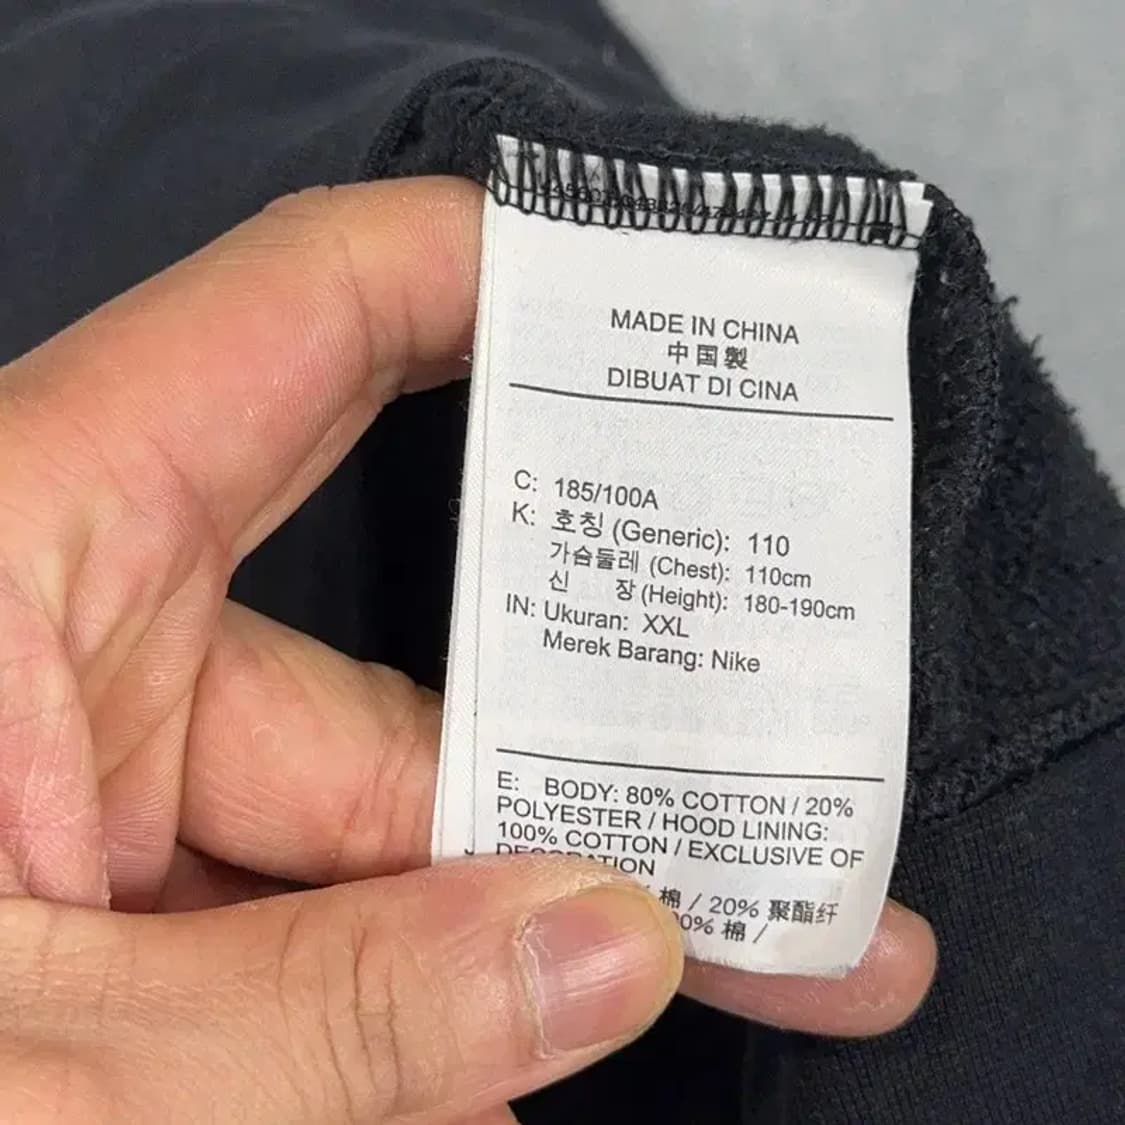 MADE IN CHINA
中国製
DIBUAT DI CINA
C: 185/100A
K: 호칭 (Generic): 110
가슴둘레 (Chest): 110cm
신 장 (Height): 180-190cm
IN: Ukuran: XXL
Merek Barang: Nike
E: BODY: 80% COTTON / 20%
POLYESTER / HOOD LINING:
100% COTTON / EXCLUSIVE OF
DECORATION
棉 / 20% 聚酯纤
棉 /